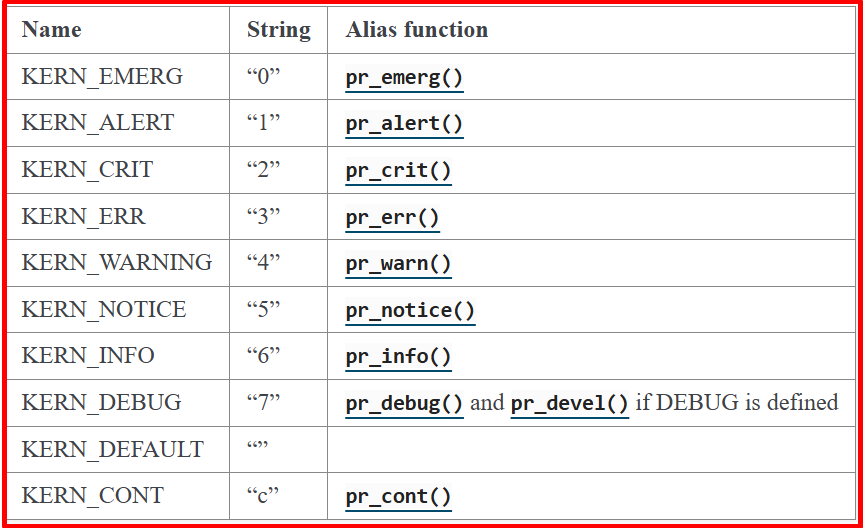 Name String Alias function
KERN_EMERG “0” pr_emerg()
KERN_ALERT “1” pr_alert()
KERN_CRIT “2” pr_crit()
KERN_ERR “3” pr_err()
KERN_WARNING “4” pr_warn()
KERN_NOTICE “5” pr_notice()
KERN_INFO “6” pr_info()
KERN_DEBUG “7” pr_debug() and pr_devel() if DEBUG is defined
KERN_DEFAULT “”
KERN_CONT “c” pr_cont()